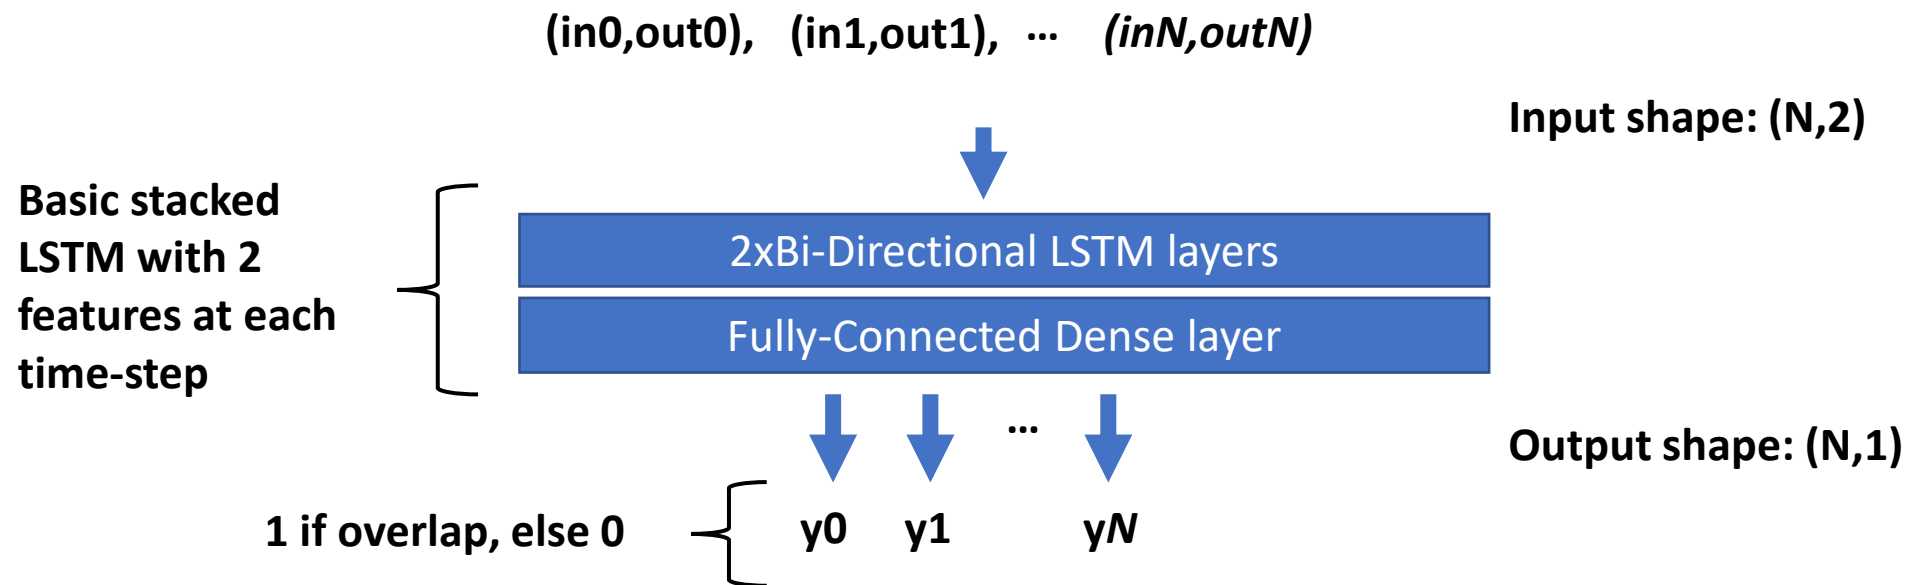 (in0,out0), (in1,out1), ... (inN,outN)
Input shape: (N,2)
Basic stacked
LSTM with 2
features at each
time-step
2xBi-Directional LSTM layers
Fully-Connected Dense layer
...
Output shape: (N,1)
1 if overlap, else 0
y0 y1 yN